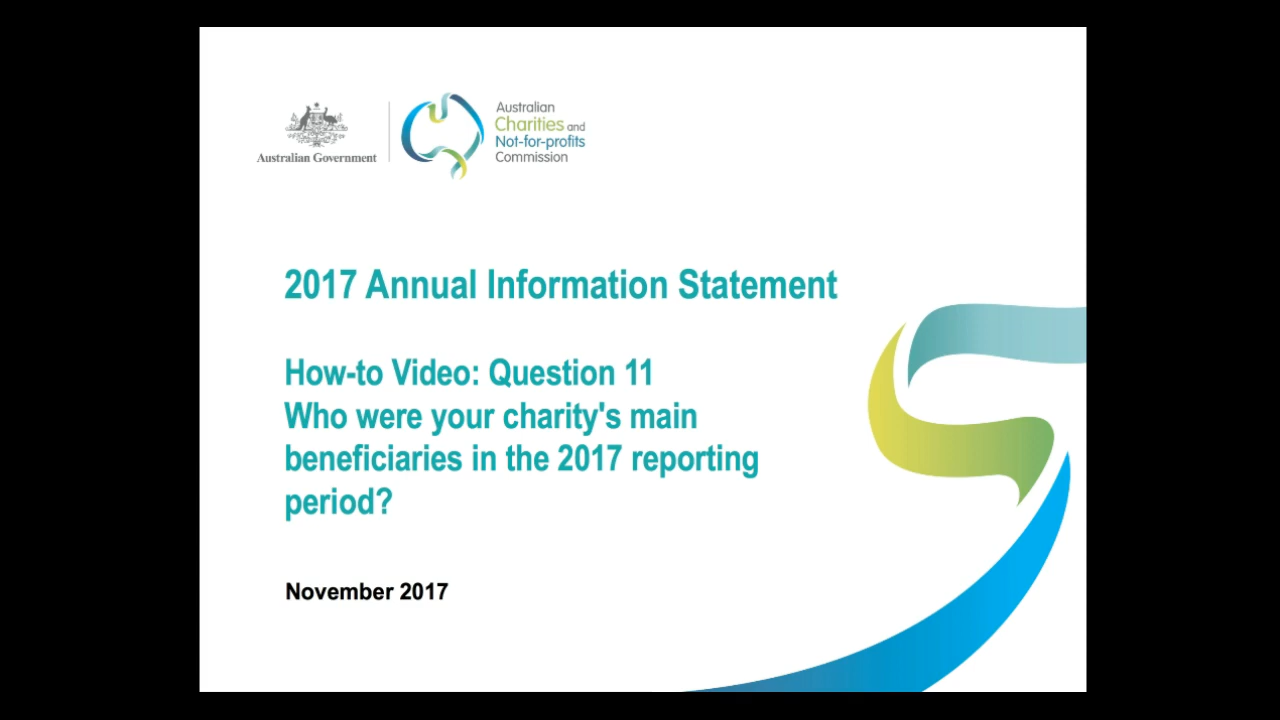 Australian Government
Australian
Charities and
Not-for-profits
Commission
2017 Annual Information Statement
How-to Video: Question 11
Who were your charity's main
beneficiaries in the 2017 reporting
period?
November 2017